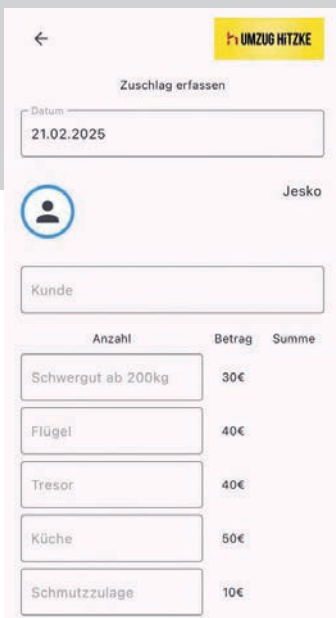 UMZUG HiTZKE
Zuschlag erfassen
Datum
21.02.2025
Jesko
Kunde
Anzahl Betrag Summe
Schwergut ab 200kg 30€
Flügel 40€
Tresor 40€
Küche 50€
Schmutzzulage 10€